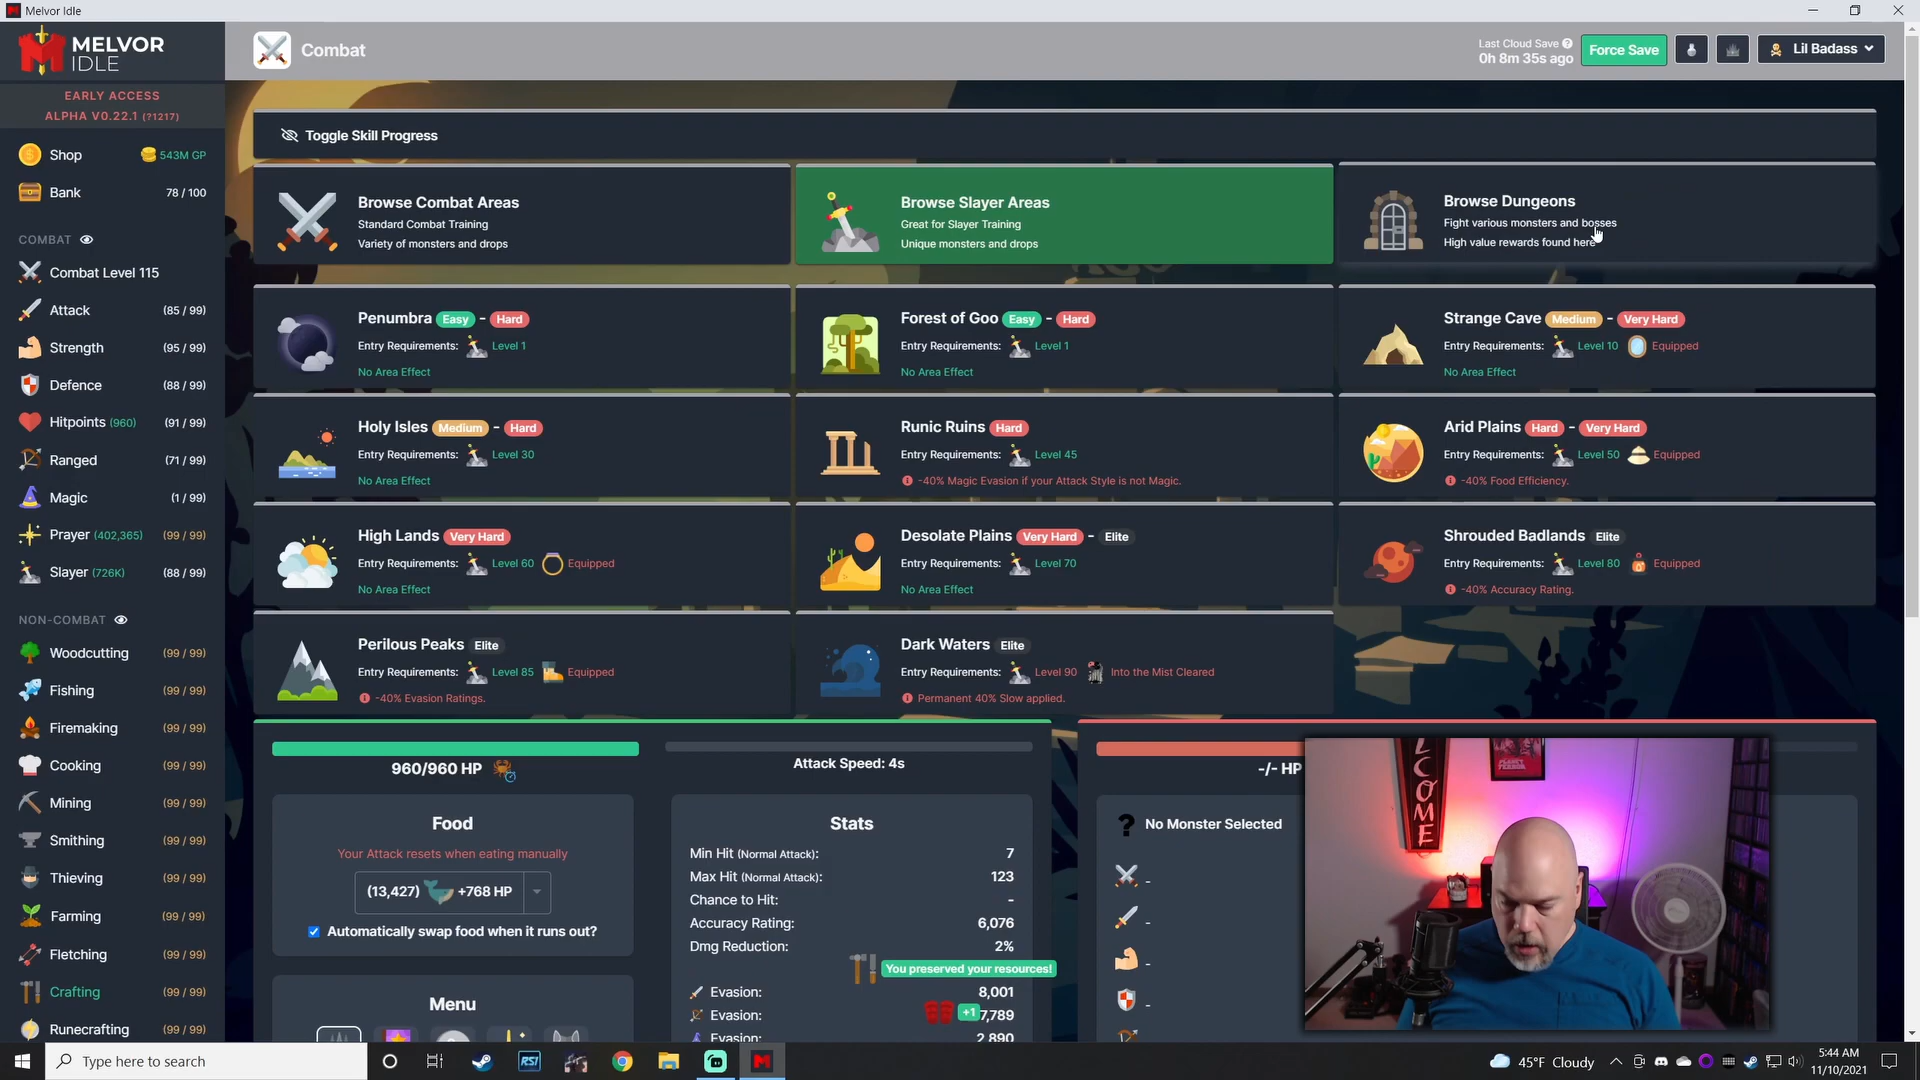 Melvor Idle
MELVOR
IDLE
EARLY ACCESS
ALPHA V0.22.1 (?1217)
Shop 543M GP
Bank 78 / 100
COMBAT
Combat Level 115
Attack (85 / 99)
Strength (95 / 99)
Defence (88 / 99)
Hitpoints (960) (91 / 99)
Ranged (71 / 99)
Magic (1 / 99)
Prayer (402,365) (99 / 99)
Slayer (726K) (88 / 99)
NON-COMBAT
Woodcutting (99 / 99)
Fishing (99 / 99)
Firemaking (99 / 99)
Cooking (99 / 99)
Mining (99 / 99)
Smithing (99 / 99)
Thieving (99 / 99)
Farming (99 / 99)
Fletching (99 / 99)
Crafting (99 / 99)
Runecrafting (99 / 99)
Combat
Last Cloud Save
0h 8m 35s ago
Force Save
Lil Badass
Toggle Skill Progress
Browse Combat Areas
Standard Combat Training
Variety of monsters and drops
Browse Slayer Areas
Great for Slayer Training
Unique monsters and drops
Browse Dungeons
Fight various monsters and bosses
High value rewards found here
Penumbra Easy - Hard
Entry Requirements: Level 1
No Area Effect
Forest of Goo Easy - Hard
Entry Requirements: Level 1
No Area Effect
Strange Cave Medium - Very Hard
Entry Requirements: Level 10 Equipped
No Area Effect
Holy Isles Medium - Hard
Entry Requirements: Level 30
No Area Effect
Runic Ruins Hard
Entry Requirements: Level 45
-40% Magic Evasion if your Attack Style is not Magic.
Arid Plains Hard - Very Hard
Entry Requirements: Level 50 Equipped
-40% Food Efficiency.
High Lands Very Hard
Entry Requirements: Level 60 Equipped
No Area Effect
Desolate Plains Very Hard - Elite
Entry Requirements: Level 70
No Area Effect
Shrouded Badlands Elite
Entry Requirements: Level 80 Equipped
-40% Accuracy Rating.
Perilous Peaks Elite
Entry Requirements: Level 85 Equipped
-40% Evasion Ratings.
Dark Waters Elite
Entry Requirements: Level 90 Into the Mist Cleared
Permanent 40% Slow applied.
960/960 HP
Food
Your Attack resets when eating manually
(13,427) +768 HP
Automatically swap food when it runs out?
Menu
Attack Speed: 4s
Stats
Min Hit (Normal Attack): 7
Max Hit (Normal Attack): 123
Chance to Hit: -
Accuracy Rating: 6,076
Dmg Reduction: 2%
You preserved your resources!
Evasion: 8,001
+1
Evasion: 7,789
Evasion: 2,890
-/- HP
? No Monster Selected
-
-
-
-
LCOME
Type here to search
RSI
45°F Cloudy
5:44 AM
11/10/2021